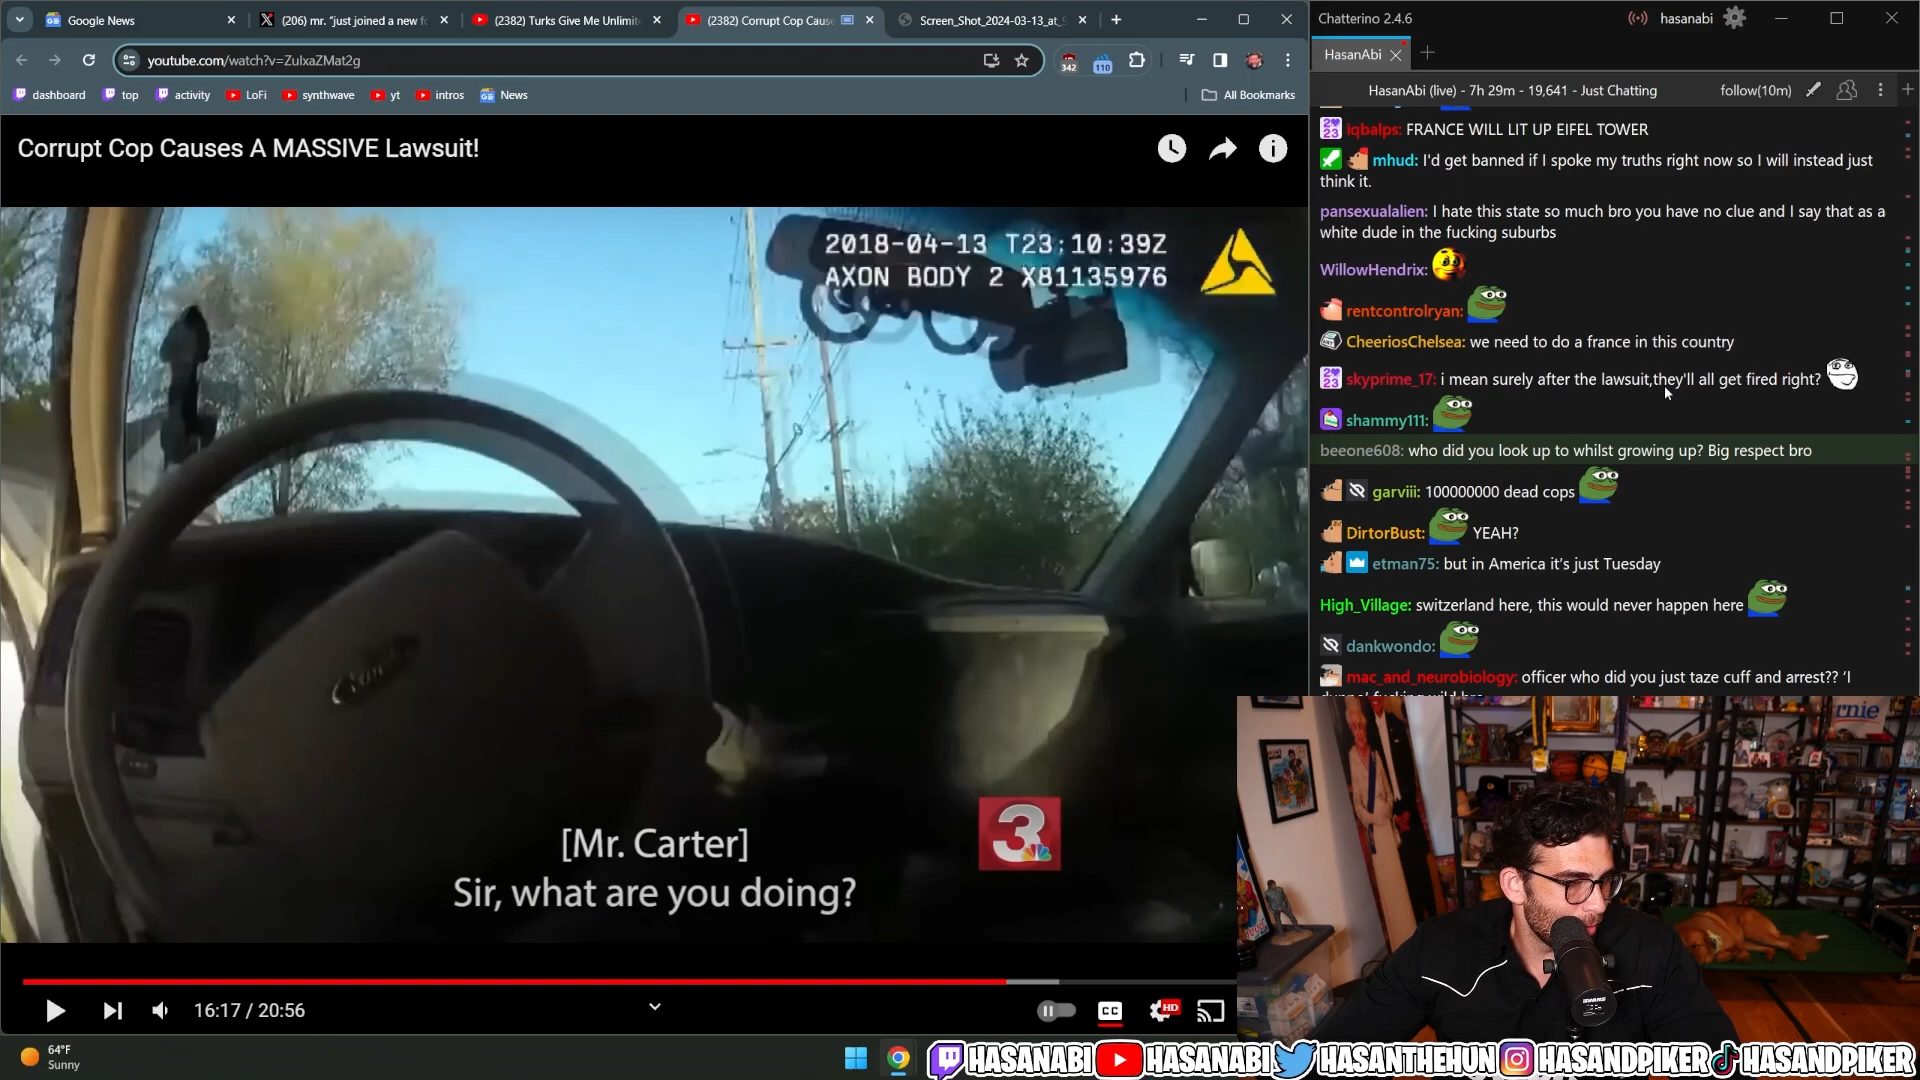 Google News
(206) mr. "just joined a new f
(2382) Turks Give Me Unlimit
(2382) Corrupt Cop Cause
Screen_Shot_2024-03-13_at_
youtube.com/watch?v=ZulxaZMat2g
342
110
dashboard
top
activity
LoFi
synthwave
yt
intros
News
All Bookmarks
Corrupt Cop Causes A MASSIVE Lawsuit!
2018-04-13 T23:10:39Z
AXON BODY 2 X81135976
3
[Mr. Carter]
Sir, what are you doing?
16:17 / 20:56
CC
HD
64°F
Sunny
Chatterino 2.4.6
hasanabi
HasanAbi
HasanAbi (live) - 7h 29m - 19,641 - Just Chatting
follow(10m)
iqbalps: FRANCE WILL LIT UP EIFEL TOWER
mhud: I'd get banned if I spoke my truths right now so I will instead just
think it.
pansexualalien: I hate this state so much bro you have no clue and I say that as a
white dude in the fucking suburbs
WillowHendrix:
rentcontrolryan:
CheeriosChelsea: we need to do a france in this country
skyprime_17: i mean surely after the lawsuit,they'll all get fired right?
shammy111:
beeone608: who did you look up to whilst growing up? Big respect bro
garviii: 100000000 dead cops
DirtorBust: YEAH?
etman75: but in America it's just Tuesday
High_Village: switzerland here, this would never happen here
dankwondo:
mac_and_neurobiology: officer who did you just taze cuff and arrest?? 'I
rnie
HASANABI
HASANABI
HASANTHEHUN
HASANDPIKER
HASANDPIKER